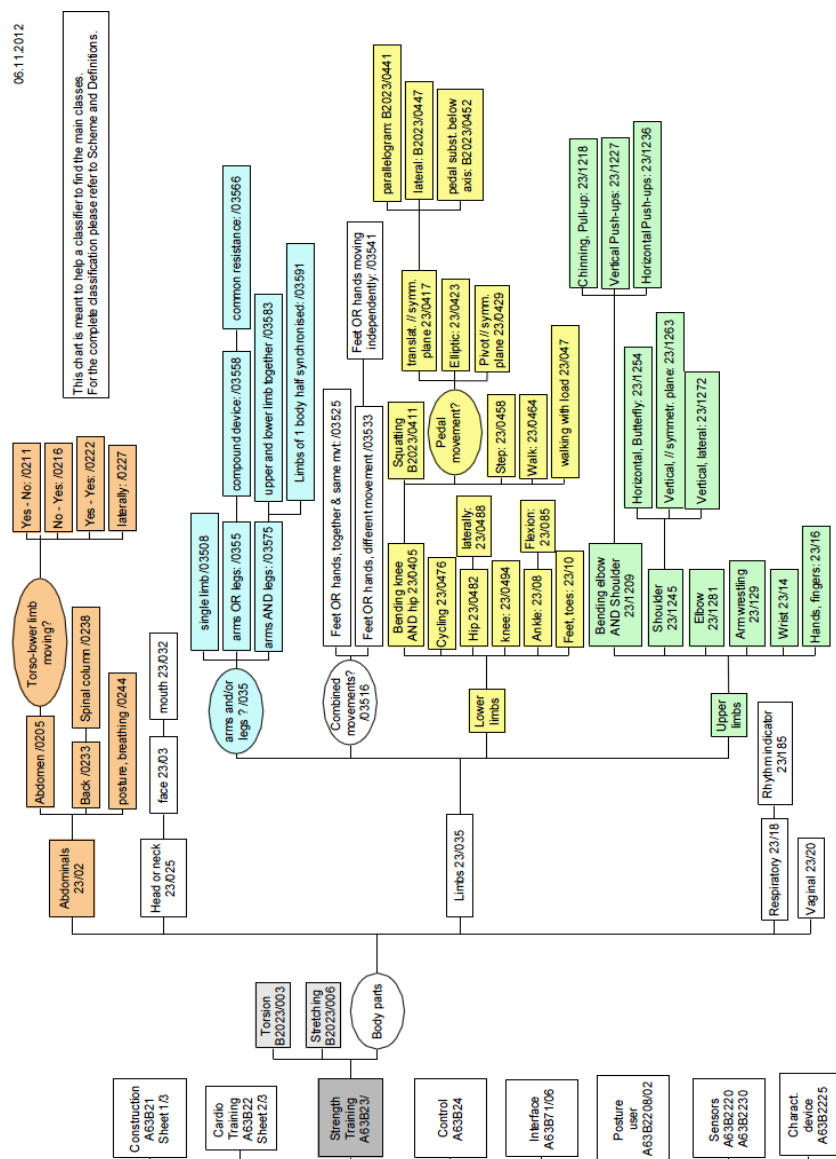 06.11.2012
This chart is meant to help a classifier to find the main classes.
For the complete classification please refer to Scheme and Definitions.
Construction
A63B21
Sheet 1/3
Cardio
Training
A63B22
Sheet 2/3
Strength
Training
A63B23/
Control
A63B24
Interface
A63B71/06
Posture
user
A63B2208/02
Sensors
A63B2220
A63B2230
Charact.
device
A63B2225
Torsion
B2023/003
Stretching
B2023/006
Body parts
Abdominals
23/02
Abdomen /0205
Torso-lower limb
moving?
Yes - No: /0211
No - Yes: /0216
Yes - Yes: /0222
laterally: /0227
Back /0233
Spinal column /0238
posture, breathing /0244
Head or neck
23/025
face 23/03
mouth 23/032
Limbs 23/035
arms and/or
legs ? /035
single limb /03508
arms OR legs: /0355
compound device: /03558
common resistance: /03566
arms AND legs: /03575
upper and lower limb together /03583
Limbs of 1 body half synchronised: /03591
Combined
movements?
/03516
Feet OR hands, together & same mvt: /03525
Feet OR hands, different movement /03533
Feet OR hands moving
independently: /03541
Lower
limbs
Bending knee
AND hip 23/0405
Squatting
B2023/0411
Pedal
movement?
translat. // symm.
plane 23/0417
Elliptic: 23/0423
Pivot // symm.
plane 23/0429
parallelogram: B2023/0441
lateral: B2023/0447
pedal subst. below
axis: B2023/0452
Step: 23/0458
Walk: 23/0464
walking with load 23/047
Cycling 23/0476
Hip 23/0482
laterally:
23/0488
knee: 23/0494
Ankle: 23/08
Flexion:
23/085
Feet, toes: 23/10
Upper
limbs
Bending elbow
AND Shoulder
23/1209
Chinning, Pull-up: 23/1218
Vertical Push-ups: 23/1227
Horizontal Push-ups: 23/1236
Shoulder
23/1245
Horizontal, Butterfly: 23/1254
Vertical, // symmetr. plane: 23/1263
Vertical, lateral: 23/1272
Elbow
23/1281
Armwrestling
23/129
Wrist 23/14
Hands, fingers: 23/16
Respiratory 23/18
Rhythm indicator
23/185
Vaginal 23/20